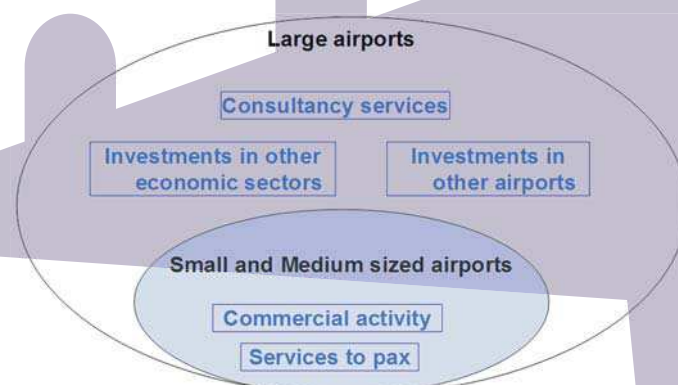 Large airports
Consultancy services
Investments in other
economic sectors
Investments in
other airports
Small and Medium sized airports
Commercial activity
Services to pax